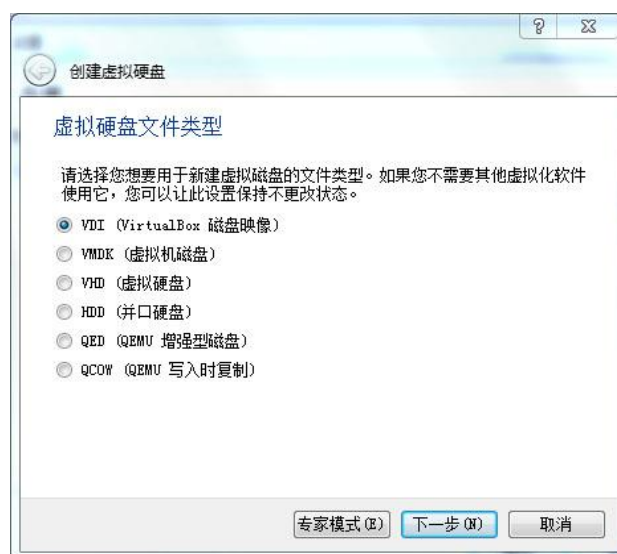 创建虚拟硬盘
虚拟硬盘文件类型
请选择您想要用于新建虚拟磁盘的文件类型。如果您不需要其他虚拟化软件
使用它，您可以让此设置保持不更改状态。
VDI (VirtualBox 磁盘映像)
VMDK (虚拟机磁盘)
VHD (虚拟硬盘)
HDD (并口硬盘)
QED (QEMU 增强型磁盘)
QCOW (QEMU 写入时复制)
专家模式(E) 下一步(N) 取消